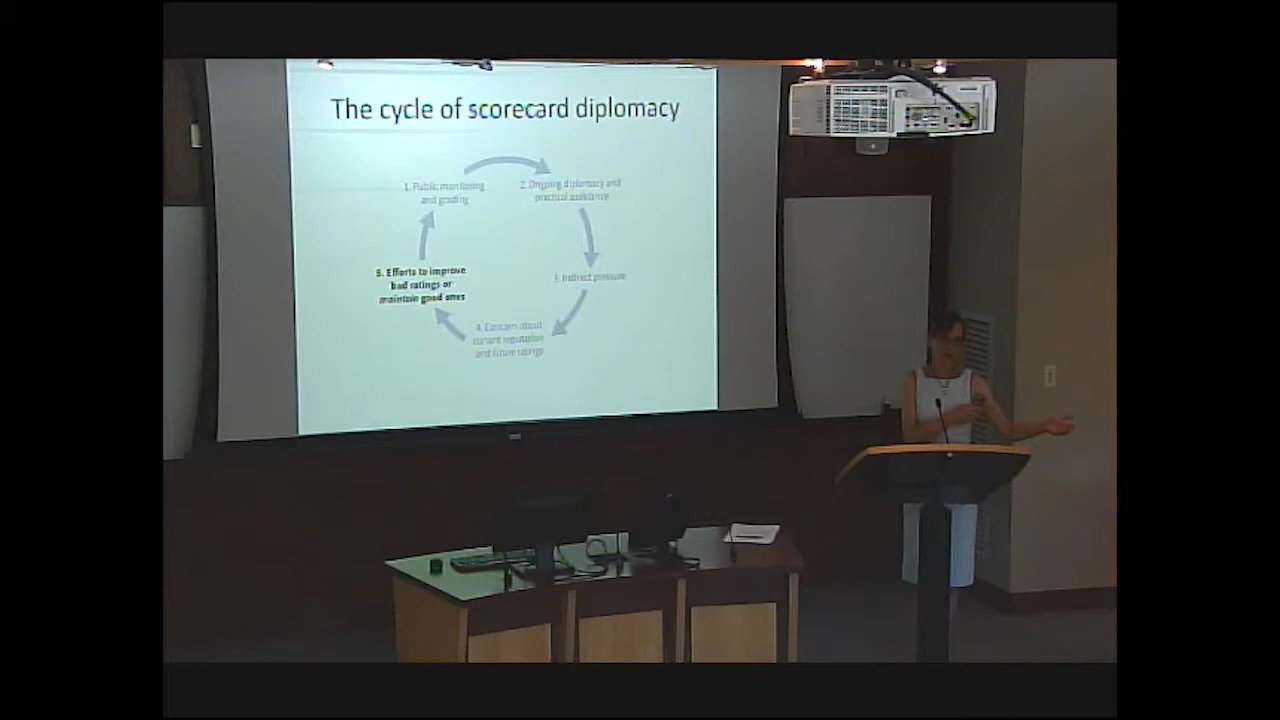 The cycle of scorecard diplomacy
1. Public monitoring
and grading
2. Ongoing diplomacy and
practical assistance
3. Indirect pressure
4. Concern about
current reputation
and future ratings
5. Efforts to improve
bad ratings or
maintain good ones